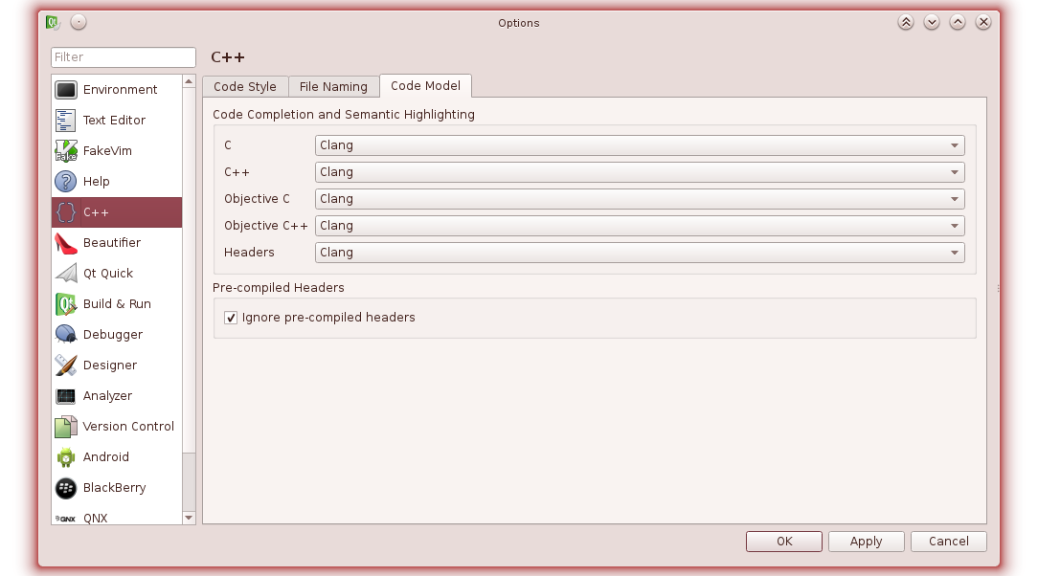 Options
Filter
C++
Environment
Text Editor
FakeVim
Help
C++
Beautifier
Qt Quick
Build & Run
Debugger
Designer
Analyzer
Version Control
Android
BlackBerry
QNX
Code Style File Naming Code Model
Code Completion and Semantic Highlighting
C Clang
C++ Clang
Objective C Clang
Objective C++ Clang
Headers Clang
Pre-compiled Headers
Ignore pre-compiled headers
OK Apply Cancel